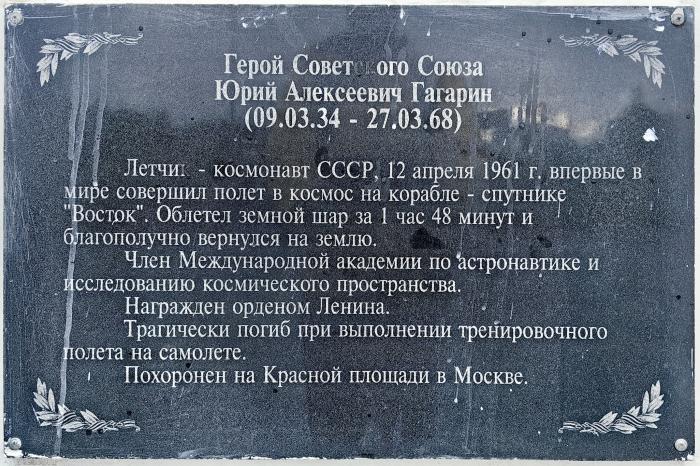 Герой Советского Союза
Юрий Алексеевич Гагарин
(09.03.34 - 27.03.68)
Летчик - космонавт СССР, 12 апреля 1961 г. впервые в
мире совершил полет в космос на корабле - спутнике
"Восток". Облетел земной шар за 1 час 48 минут и
благополучно вернулся на землю.
Член Международной академии по астронавтике и
исследованию космического пространства.
Награжден орденом Ленина.
Трагически погиб при выполнении тренировочного
полета на самолете.
Похоронен на Красной площади в Москве.